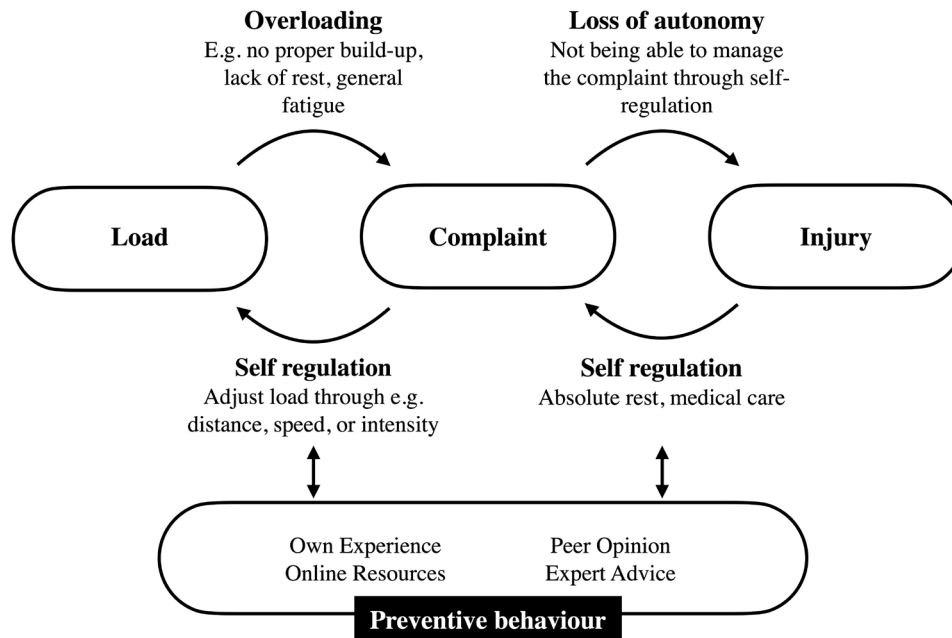 Overloading
E.g. no proper build-up,
lack of rest, general
fatigue
Loss of autonomy
Not being able to manage
the complaint through self-
regulation
Load
Complaint
Injury
Self regulation
Adjust load through e.g.
distance, speed, or intensity
Self regulation
Absolute rest, medical care
Own Experience
Online Resources
Peer Opinion
Expert Advice
Preventive behaviour